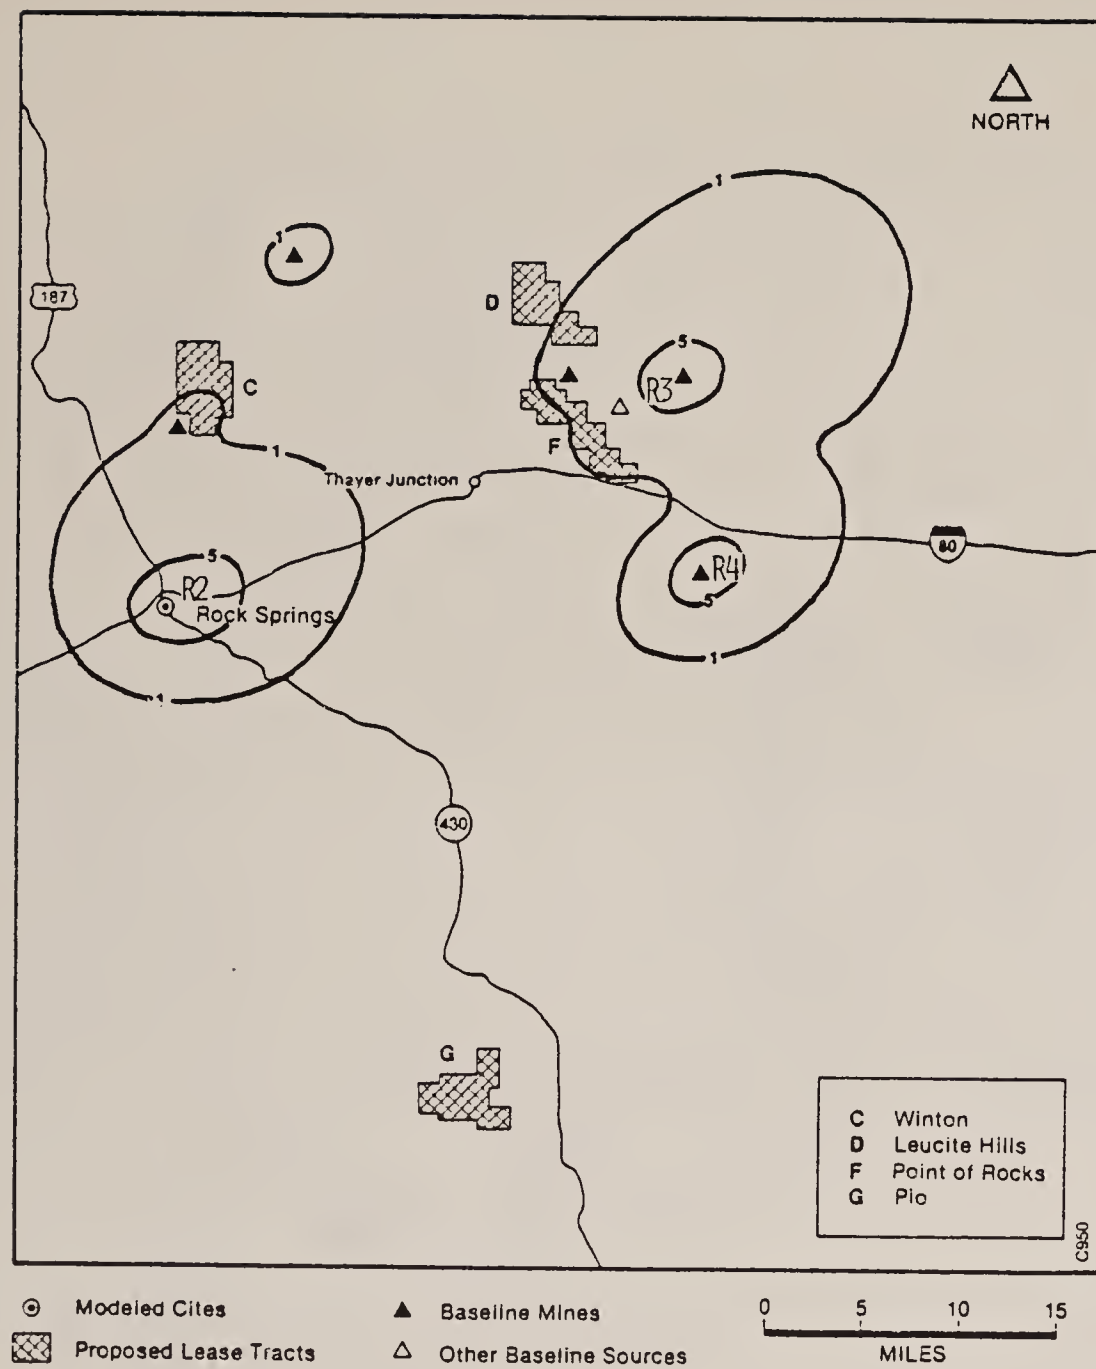 NORTH
1
1
187
D
5
R3
C
F
1
Thayer Junction
80
5
R2
Rock Springs
R4
5
1
1
430
G
C Winton
D Leucite Hills
F Point of Rocks
G Pio
C950
Modeled Cites
Proposed Lease Tracts
Baseline Mines
Other Baseline Sources
0 5 10 15
MILES